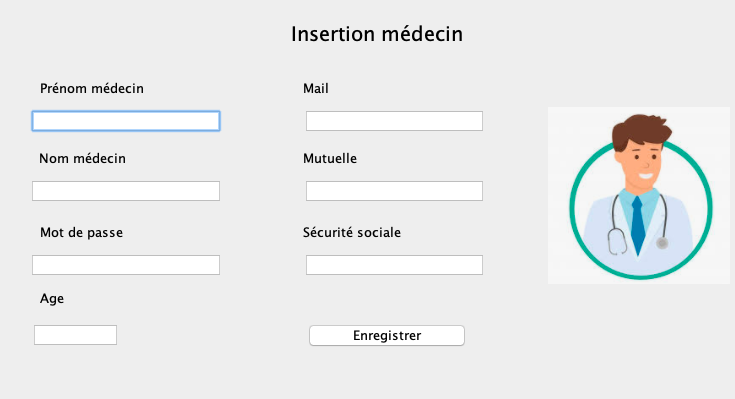 Insertion médecin
Prénom médecin
Mail
Nom médecin
Mutuelle
Mot de passe
Sécurité sociale
Age
Enregistrer